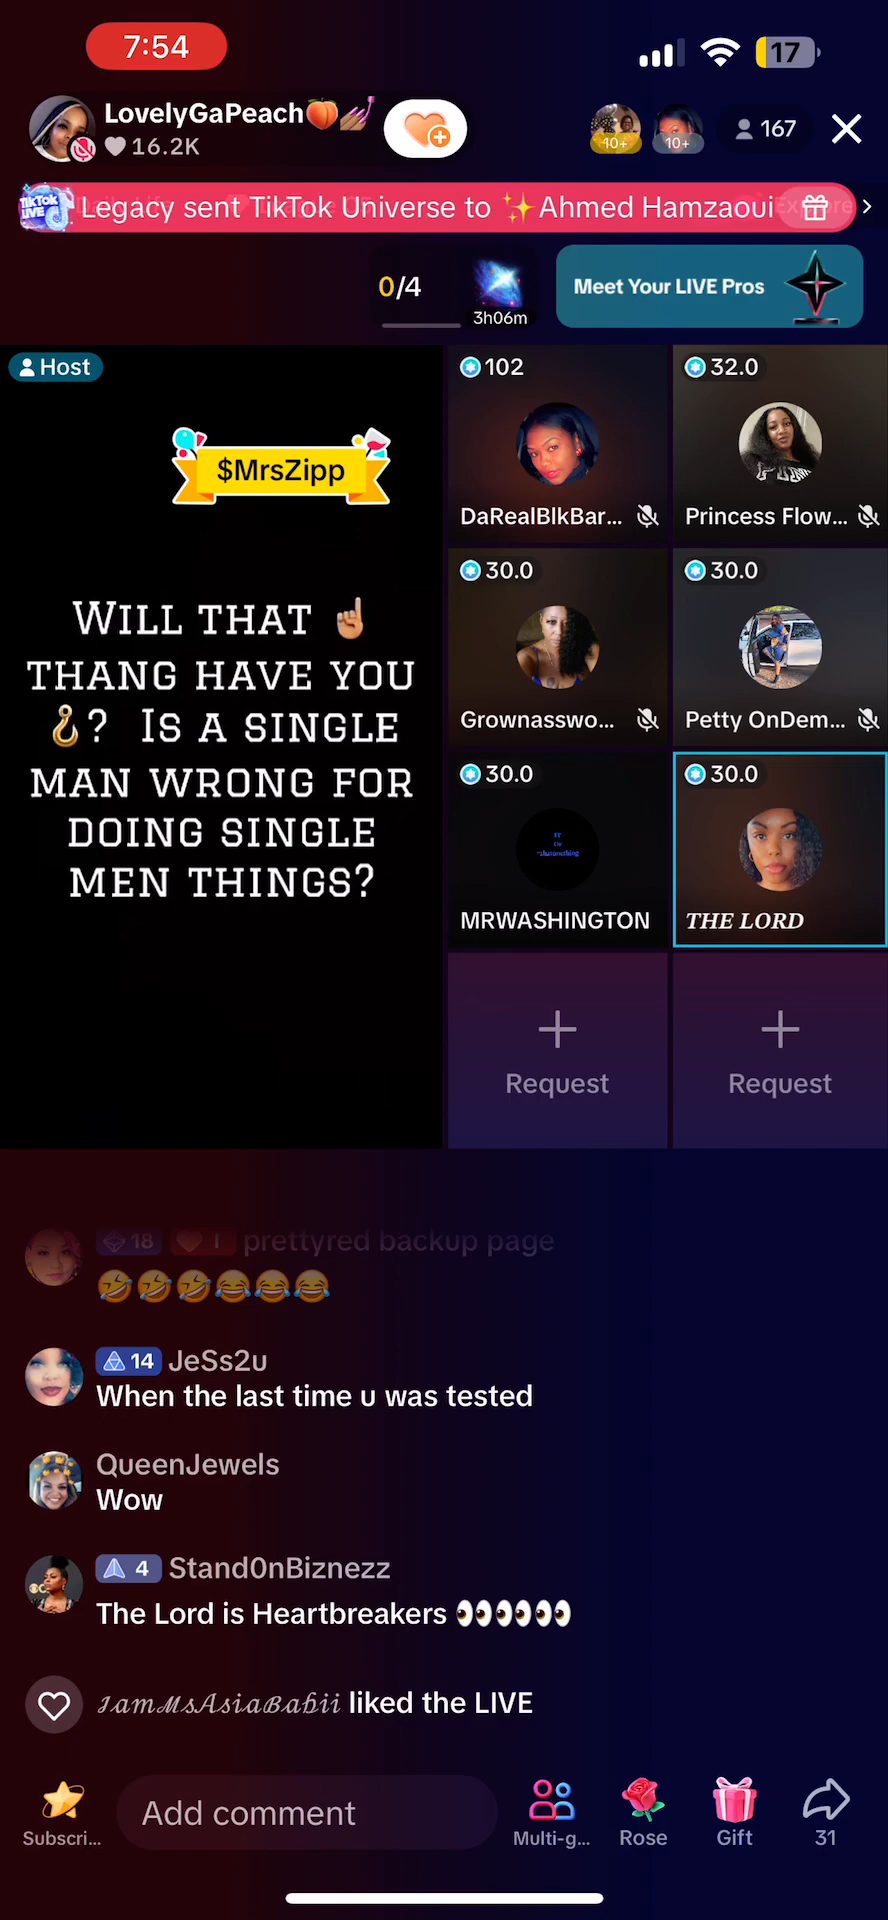 7:54
17
LovelyGaPeach🍑💅🏽
16.2K
10+
10+
167
TikTok
LIVE
Legacy sent TikTok Universe to ✨Ahmed Hamzaoui
0/4
3h06m
Meet Your LIVE Pros
Host
$MrsZipp
Will that ☝🏽
thang have you
🪝? Is a single
man wrong for
doing single
men things?
102
DaRealBlkBar...
32.0
Princess Flow...
30.0
Grownasswo...
30.0
Petty OnDem...
30.0
MRWASHINGTON
30.0
THE LORD
Request
Request
18 I prettyred backup page
🤣🤣🤣😂😂😂
14 JeSs2u
When the last time u was tested
QueenJewels
Wow
4 Stand0nBiznezz
The Lord is Heartbreakers 👀👀👀👀👀👀
𝓘𝓪𝓶𝓜𝓼𝓐𝓼𝓲𝓪𝓑𝓪𝓫𝓲𝓲 liked the LIVE
Add comment
Subscri...
Multi-g...
Rose
Gift
31